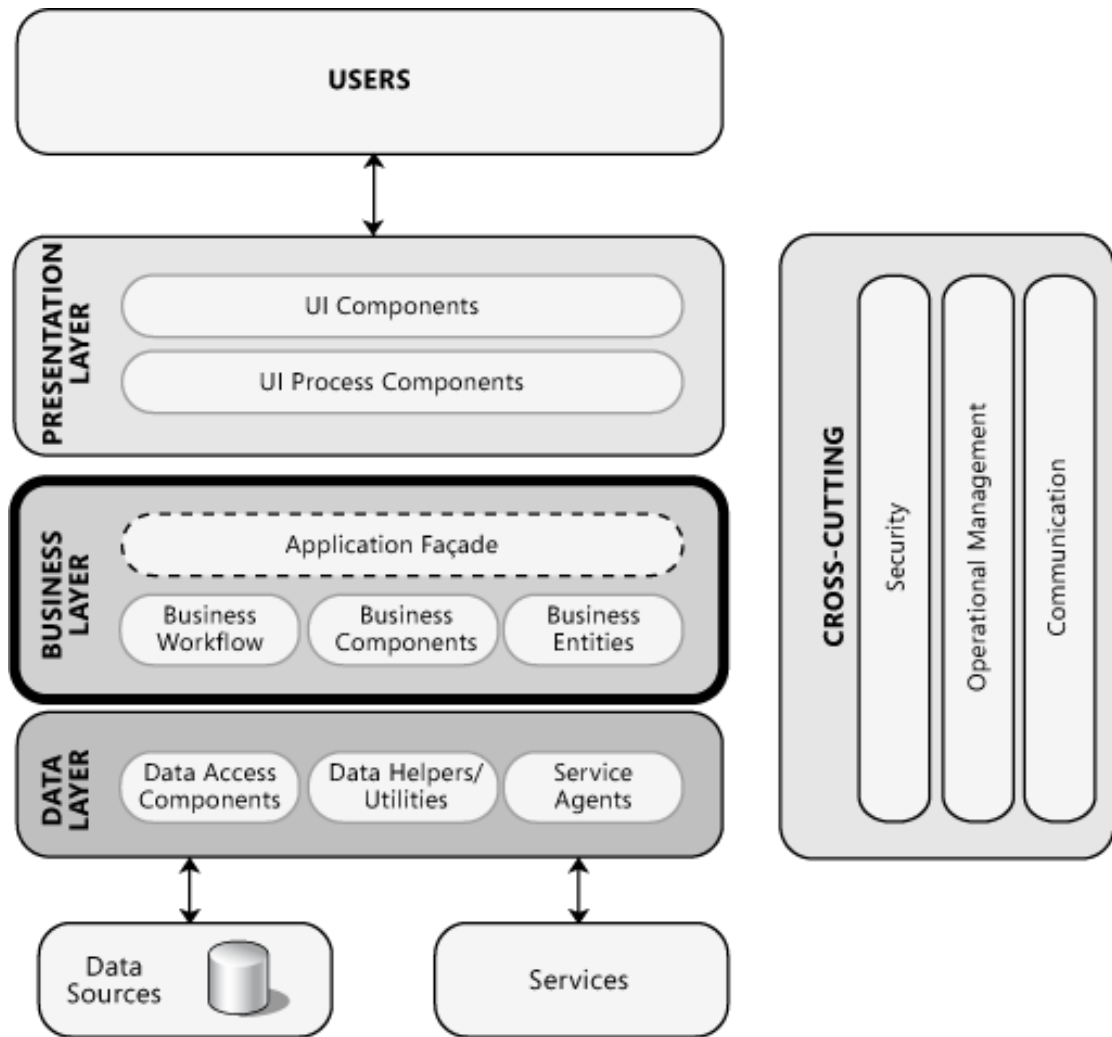 USERS
PRESENTATION
LAYER
UI Components
UI Process Components
BUSINESS
LAYER
Application Façade
Business
Workflow
Business
Components
Business
Entities
DATA
LAYER
Data Access
Components
Data Helpers/
Utilities
Service
Agents
Data
Sources
Services
CROSS-CUTTING
Security
Operational Management
Communication